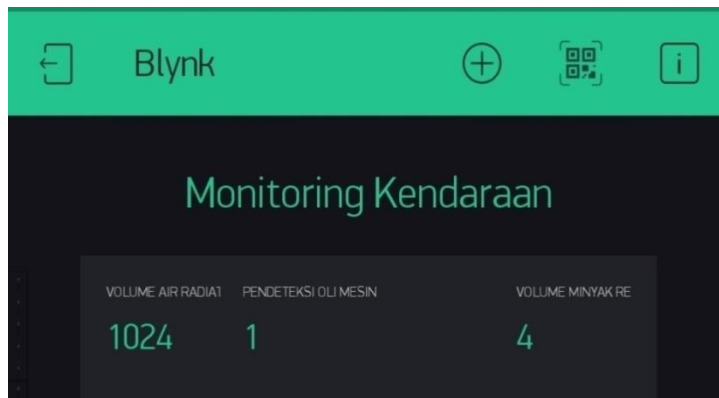 Blynk
Monitoring Kendaraan
VOLUME AIR RADIAT PENDETEKSI OLI MESIN VOLUME MINYAK RE
1024 1 4